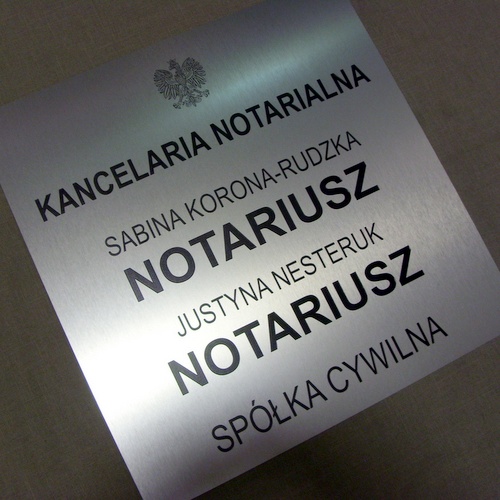 KANCELARIA NOTARIALNA
SABINA KORONA-RUDZKA
NOTARIUSZ
JUSTYNA NESTERUK
NOTARIUSZ
SPÓŁKA CYWILNA